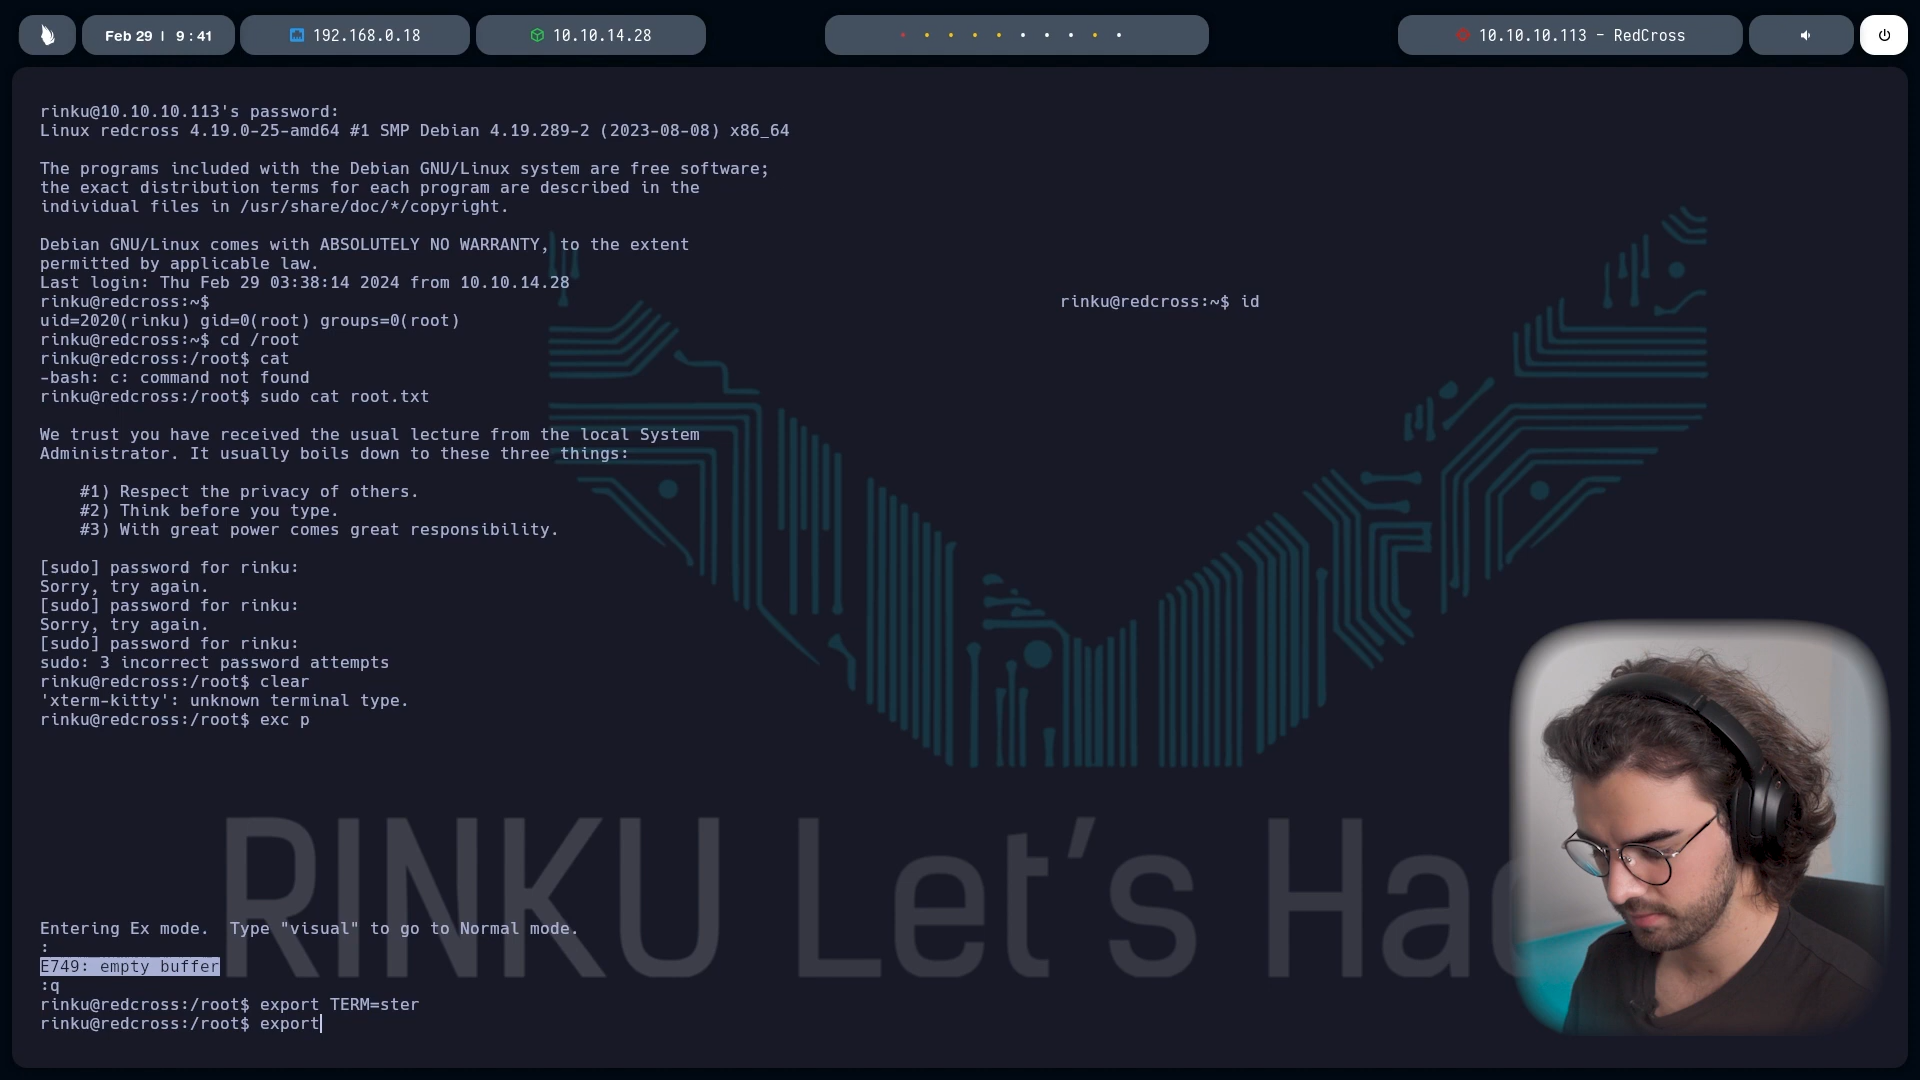 Feb 29 | 9:41
192.168.0.18
10.10.14.28
10.10.10.113 - RedCross
rinku@10.10.10.113's password:
Linux redcross 4.19.0-25-amd64 #1 SMP Debian 4.19.289-2 (2023-08-08) x86_64
The programs included with the Debian GNU/Linux system are free software;
the exact distribution terms for each program are described in the
individual files in /usr/share/doc/*/copyright.
Debian GNU/Linux comes with ABSOLUTELY NO WARRANTY, to the extent
permitted by applicable law.
Last login: Thu Feb 29 03:38:14 2024 from 10.10.14.28
rinku@redcross:~$ rinku@redcross:~$ id
uid=2020(rinku) gid=0(root) groups=0(root)
rinku@redcross:~$ cd /root
rinku@redcross:/root$ cat
-bash: c: command not found
rinku@redcross:/root$ sudo cat root.txt
We trust you have received the usual lecture from the local System
Administrator. It usually boils down to these three things:
#1) Respect the privacy of others.
#2) Think before you type.
#3) With great power comes great responsibility.
[sudo] password for rinku:
Sorry, try again.
[sudo] password for rinku:
Sorry, try again.
[sudo] password for rinku:
sudo: 3 incorrect password attempts
rinku@redcross:/root$ clear
'xterm-kitty': unknown terminal type.
rinku@redcross:/root$ exc p
RINKU Let's Hac
Entering Ex mode.  Type "visual" to go to Normal mode.
:
E749: empty buffer
:q
rinku@redcross:/root$ export TERM=ster
rinku@redcross:/root$ export